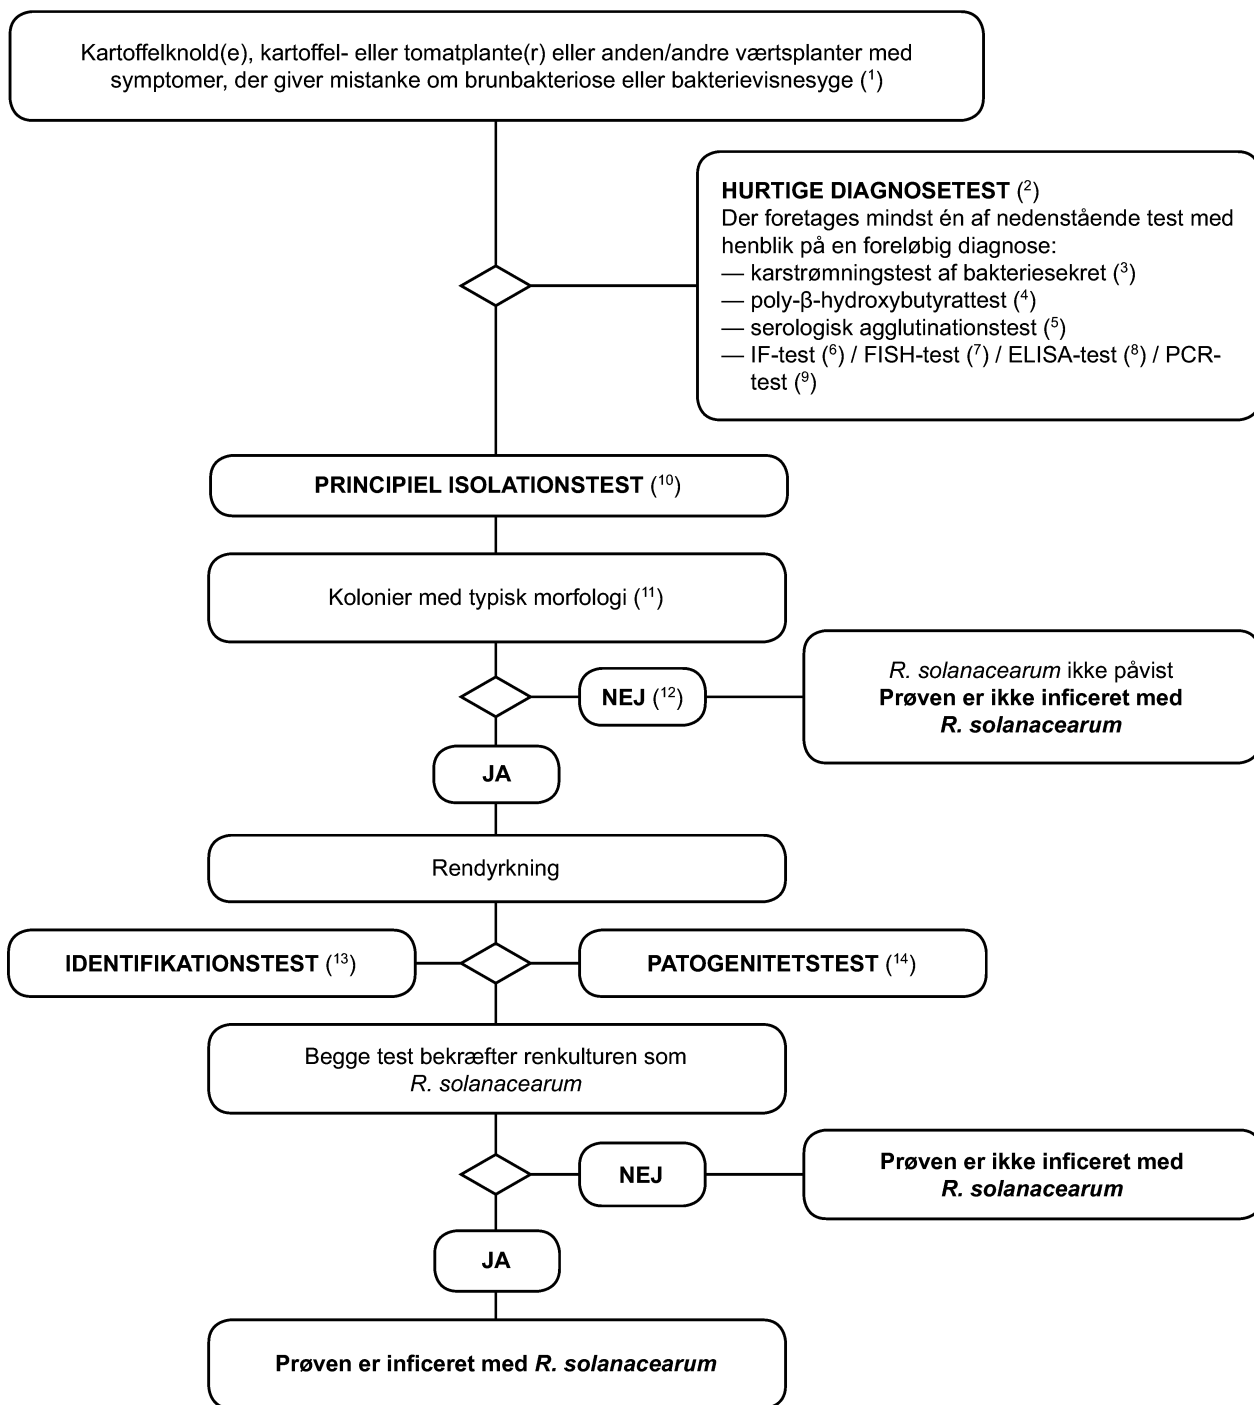 Kartoffelknold(e), kartoffel- eller tomatplante(r) eller anden/andre værtsplanter med
symptomer, der giver mistanke om brunbakteriose eller bakterievisnesyge (¹)
HURTIGE DIAGNOSETEST (²)
Der foretages mindst én af nedenstående test med
henblik på en foreløbig diagnose:
— karstrømningstest af bakteriesekret (³)
— poly-β-hydroxybutyrattest (⁴)
— serologisk agglutinationstest (⁵)
— IF-test (⁶) / FISH-test (⁷) / ELISA-test (⁸) / PCR-
test (⁹)
PRINCIPIEL ISOLATIONSTEST (¹⁰)
Kolonier med typisk morfologi (¹¹)
NEJ (¹²)
R. solanacearum ikke påvist
Prøven er ikke inficeret med
R. solanacearum
JA
Rendyrkning
IDENTIFIKATIONSTEST (¹³)
PATOGENITETSTEST (¹⁴)
Begge test bekræfter renkulturen som
R. solanacearum
NEJ
Prøven er ikke inficeret med
R. solanacearum
JA
Prøven er inficeret med R. solanacearum